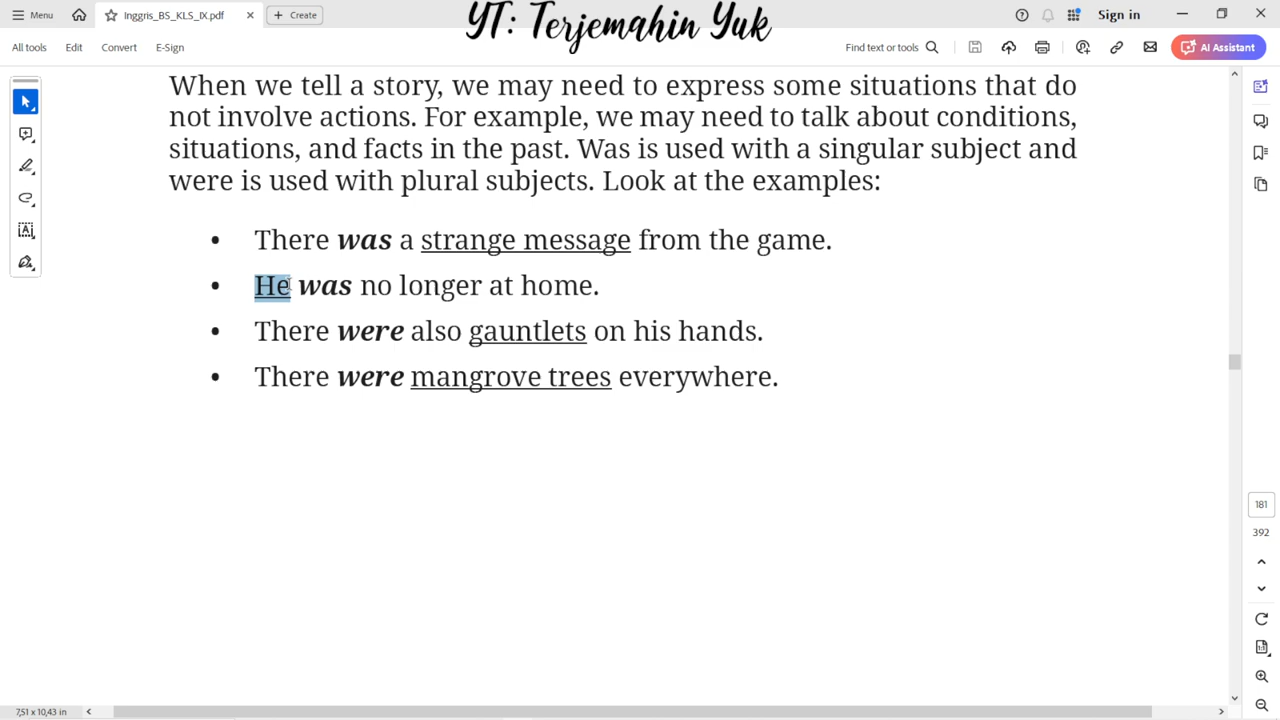 Menu
Inggris_BS_KLS_IX.pdf
Create
YT: Terjemahin Yuk
Sign in
All tools
Edit
Convert
E-Sign
Find text or tools
AI Assistant
When we tell a story, we may need to express some situations that do
not involve actions. For example, we may need to talk about conditions,
situations, and facts in the past. Was is used with a singular subject and
were is used with plural subjects. Look at the examples:
• There was a strange message from the game.
• He was no longer at home.
• There were also gauntlets on his hands.
• There were mangrove trees everywhere.
181
392
7,51 x 10,43 in